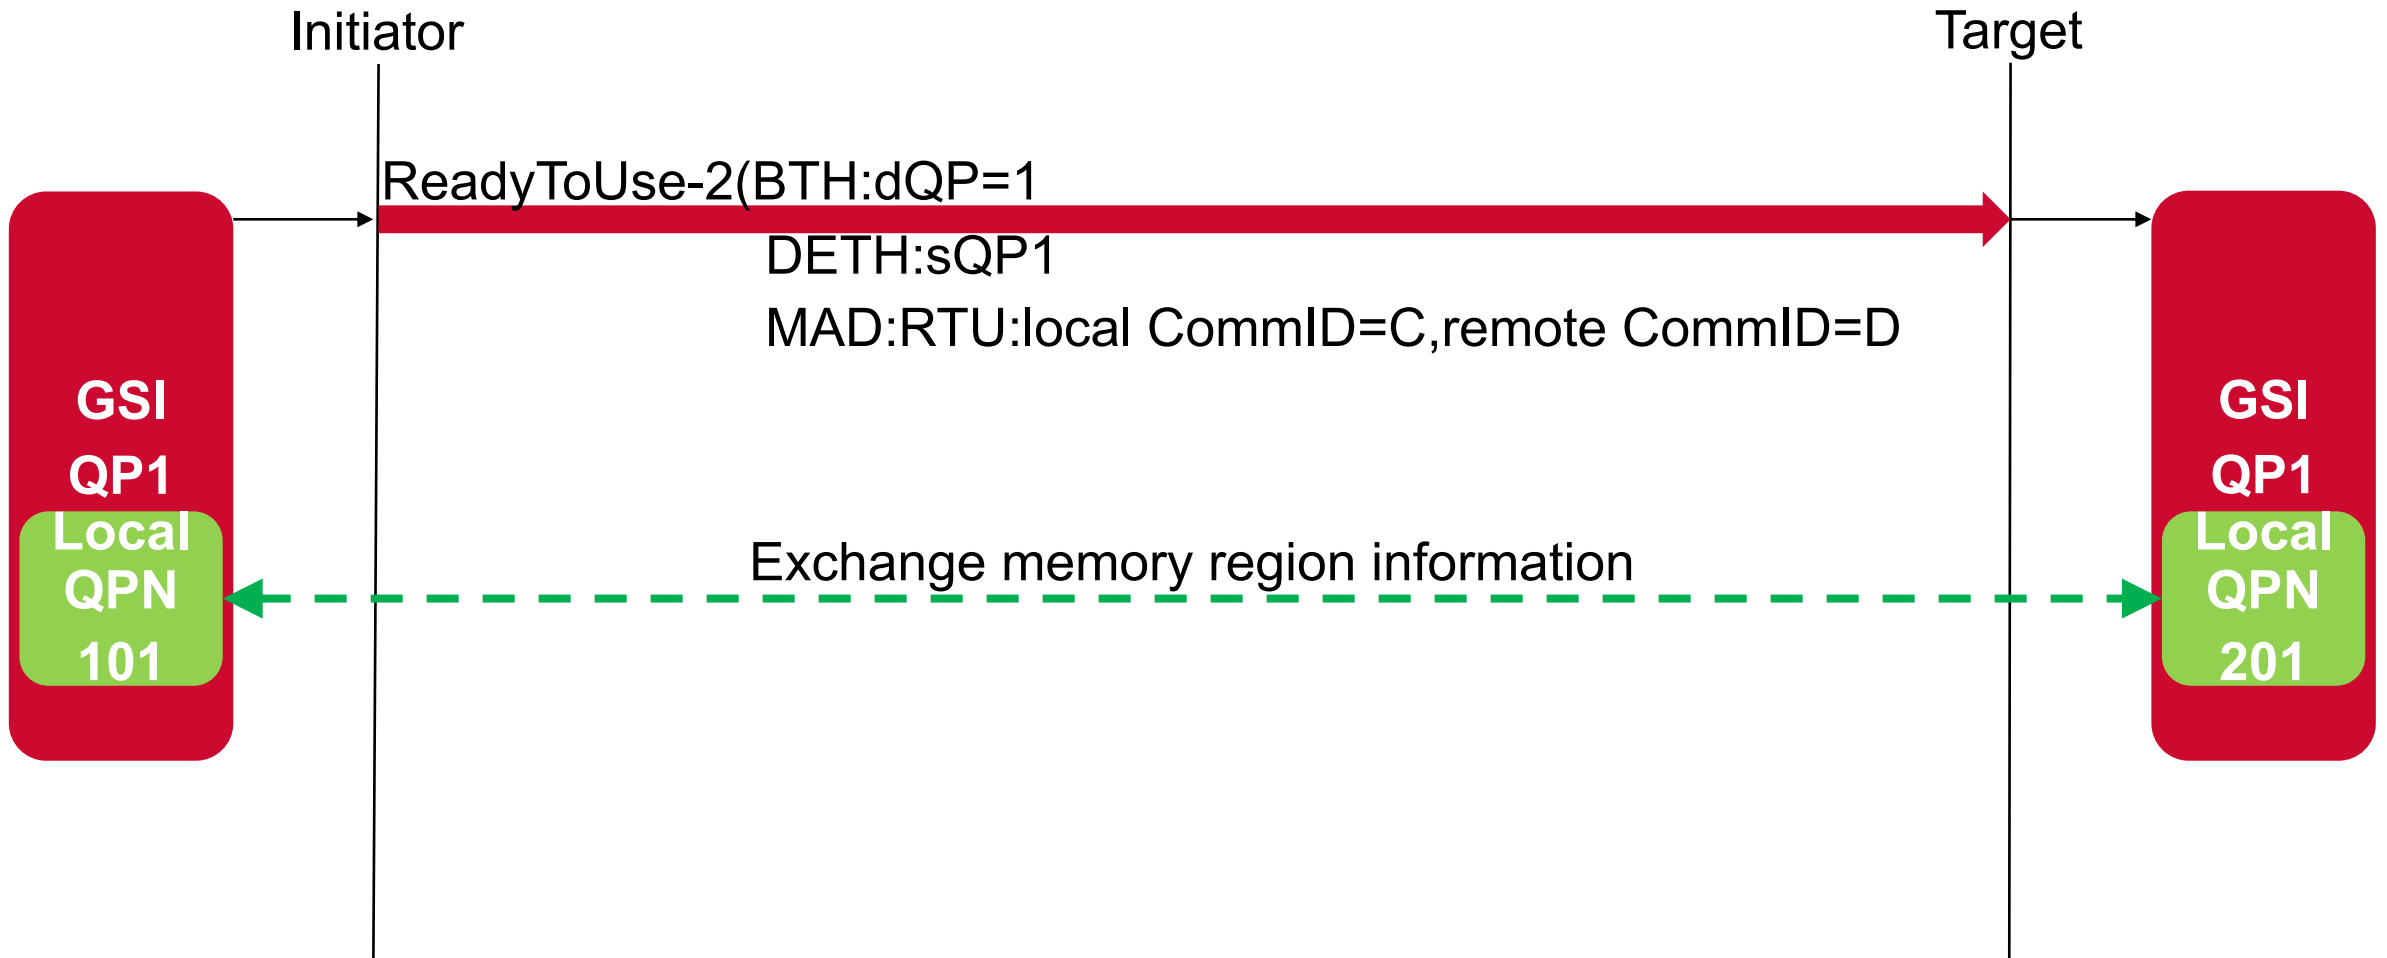 Initiator
Target
ReadyToUse-2(BTH:dQP=1
DETH:sQP1
MAD:RTU:local CommID=C,remote CommID=D
GSI
QP1
Local
QPN
101
Exchange memory region information
GSI
QP1
Local
QPN
201